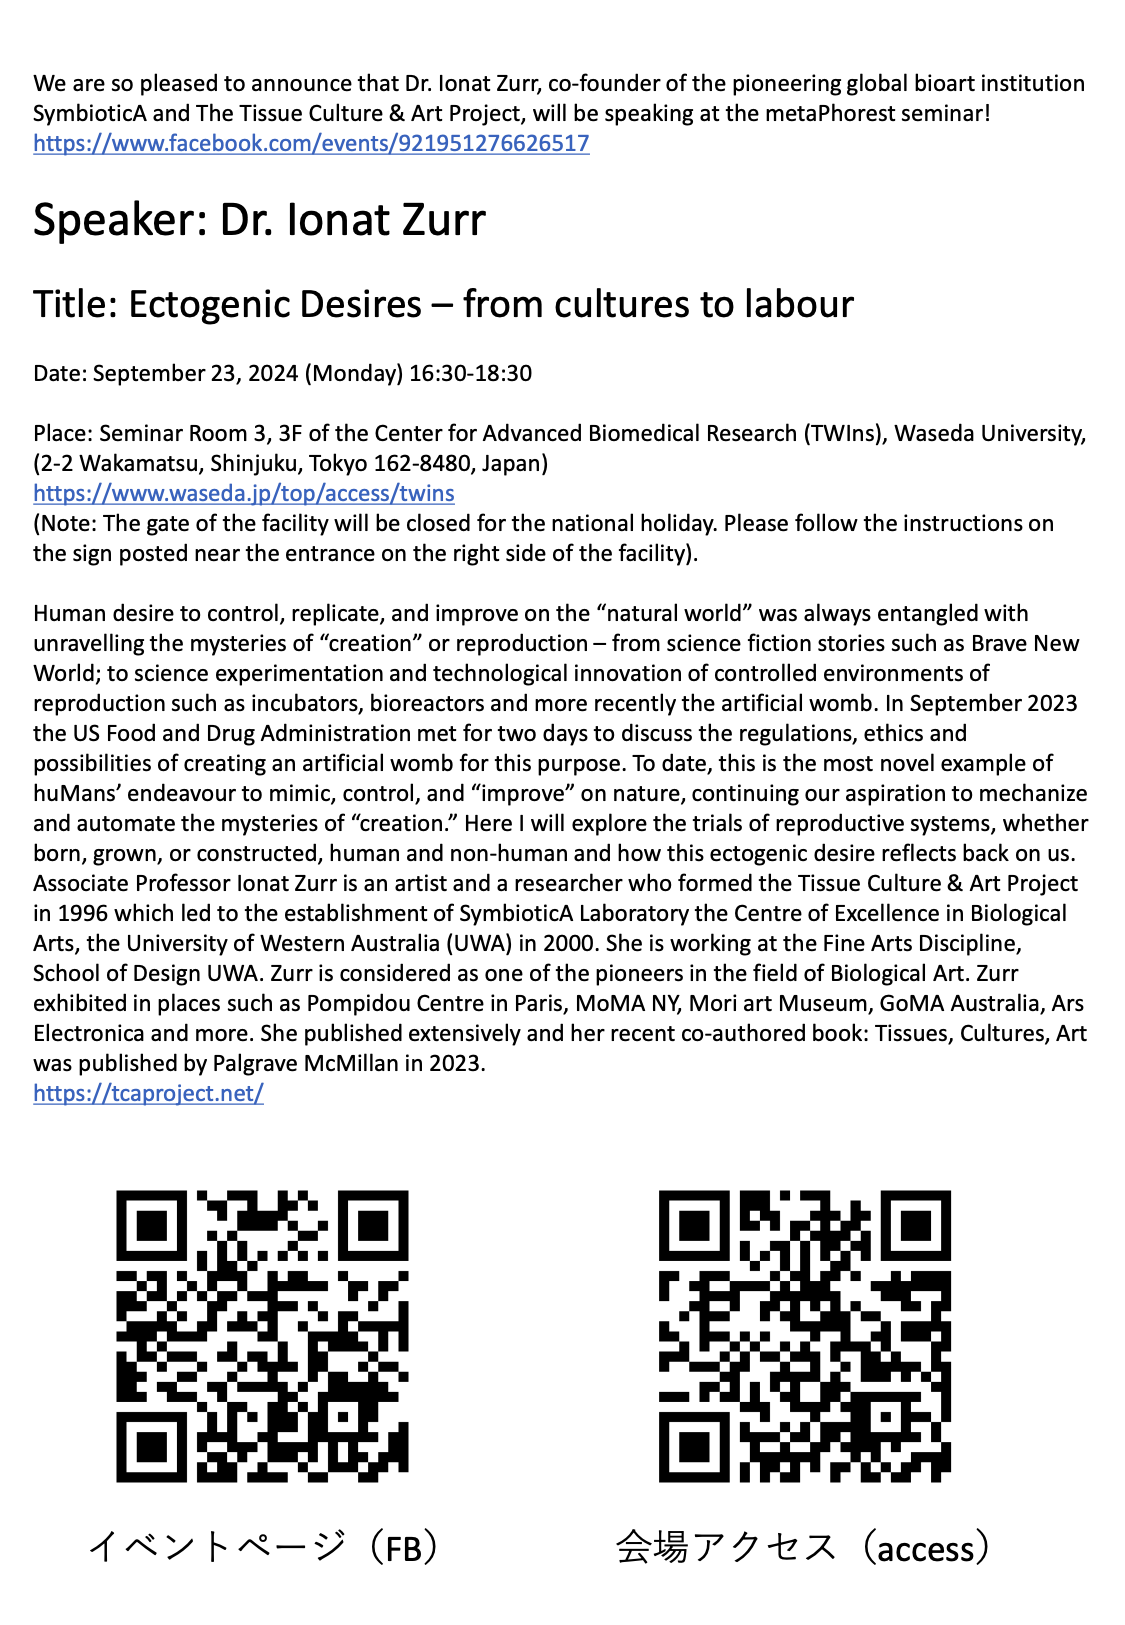 We are so pleased to announce that Dr. Ionat Zurr, co-founder of the pioneering global bioart institution
SymbioticA and The Tissue Culture & Art Project, will be speaking at the metaPhorest seminar!
https://www.facebook.com/events/921951276626517
Speaker: Dr. Ionat Zurr
Title: Ectogenic Desires – from cultures to labour
Date: September 23, 2024 (Monday) 16:30-18:30
Place: Seminar Room 3, 3F of the Center for Advanced Biomedical Research (TWIns), Waseda University,
(2-2 Wakamatsu, Shinjuku, Tokyo 162-8480, Japan)
https://www.waseda.jp/top/access/twins
(Note: The gate of the facility will be closed for the national holiday. Please follow the instructions on
the sign posted near the entrance on the right side of the facility).
Human desire to control, replicate, and improve on the “natural world” was always entangled with
unravelling the mysteries of “creation” or reproduction – from science fiction stories such as Brave New
World; to science experimentation and technological innovation of controlled environments of
reproduction such as incubators, bioreactors and more recently the artificial womb. In September 2023
the US Food and Drug Administration met for two days to discuss the regulations, ethics and
possibilities of creating an artificial womb for this purpose. To date, this is the most novel example of
huMans’ endeavour to mimic, control, and “improve” on nature, continuing our aspiration to mechanize
and automate the mysteries of “creation.” Here I will explore the trials of reproductive systems, whether
born, grown, or constructed, human and non-human and how this ectogenic desire reflects back on us.
Associate Professor Ionat Zurr is an artist and a researcher who formed the Tissue Culture & Art Project
in 1996 which led to the establishment of SymbioticA Laboratory the Centre of Excellence in Biological
Arts, the University of Western Australia (UWA) in 2000. She is working at the Fine Arts Discipline,
School of Design UWA. Zurr is considered as one of the pioneers in the field of Biological Art. Zurr
exhibited in places such as Pompidou Centre in Paris, MoMA NY, Mori art Museum, GoMA Australia, Ars
Electronica and more. She published extensively and her recent co-authored book: Tissues, Cultures, Art
was published by Palgrave McMillan in 2023.
https://tcaproject.net/
イベントページ（FB）
会場アクセス（access）